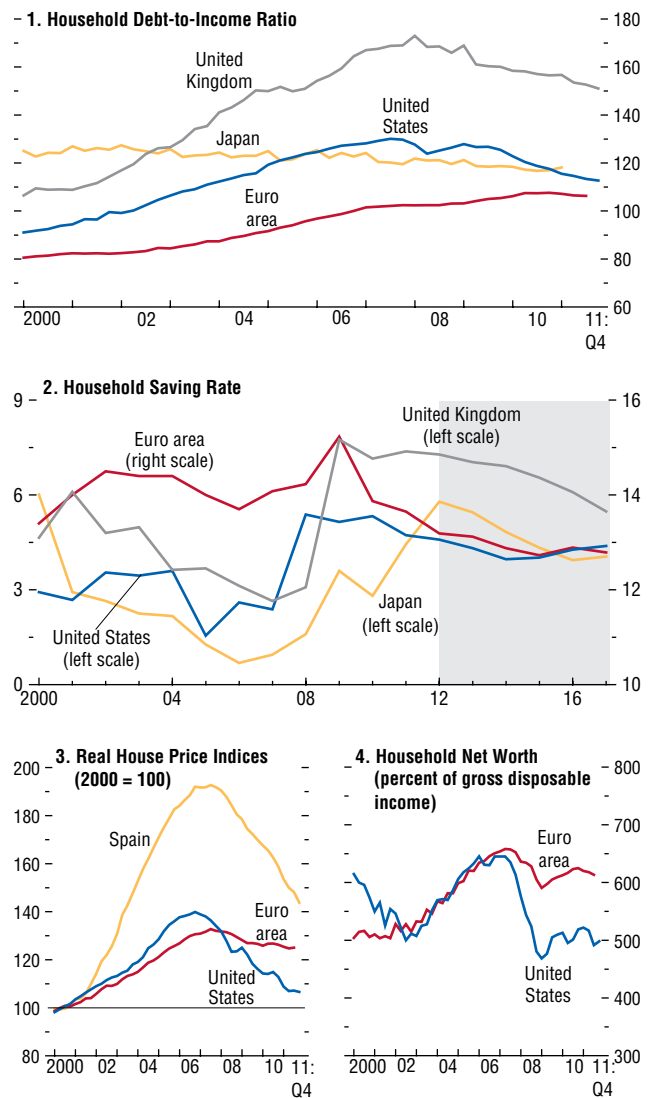 1. Household Debt-to-Income Ratio
180
160
140
120
100
80
60
United
Kingdom
Japan
United
States
Euro
area
2000
02
04
06
08
10
11:
Q4
2. Household Saving Rate
9
6
3
0
16
14
12
10
Euro area
(right scale)
United Kingdom
(left scale)
United States
(left scale)
Japan
(left scale)
2000
04
08
12
16
3. Real House Price Indices
(2000 = 100)
200
180
160
140
120
100
80
Spain
Euro
area
United
States
2000
02
04
06
08
10
11:
Q4
4. Household Net Worth
(percent of gross disposable
income)
800
700
600
500
400
300
Euro
area
United
States
2000
02
04
06
08
10
11:
Q4